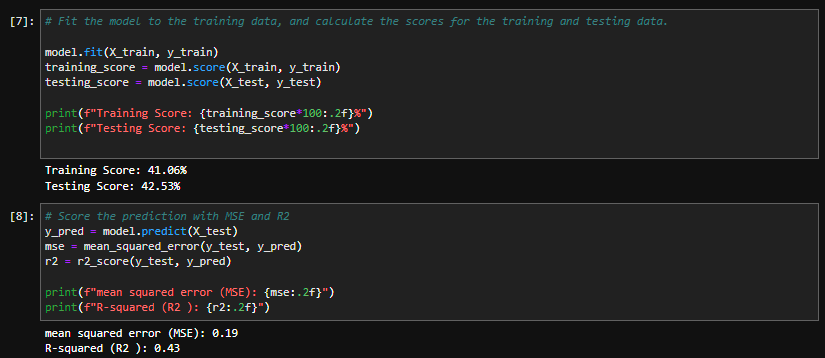 [7]: # Fit the model to the training data, and calculate the scores for the training and testing data.
model.fit(X_train, y_train)
training_score = model.score(X_train, y_train)
testing_score = model.score(X_test, y_test)
print(f"Training Score: {training_score*100:.2f}%")
print(f"Testing Score: {testing_score*100:.2f}%")
Training Score: 41.06%
Testing Score: 42.53%
[8]: # Score the prediction with MSE and R2
y_pred = model.predict(X_test)
mse = mean_squared_error(y_test, y_pred)
r2 = r2_score(y_test, y_pred)
print(f"mean squared error (MSE): {mse:.2f}")
print(f"R-squared (R2 ): {r2:.2f}")
mean squared error (MSE): 0.19
R-squared (R2 ): 0.43